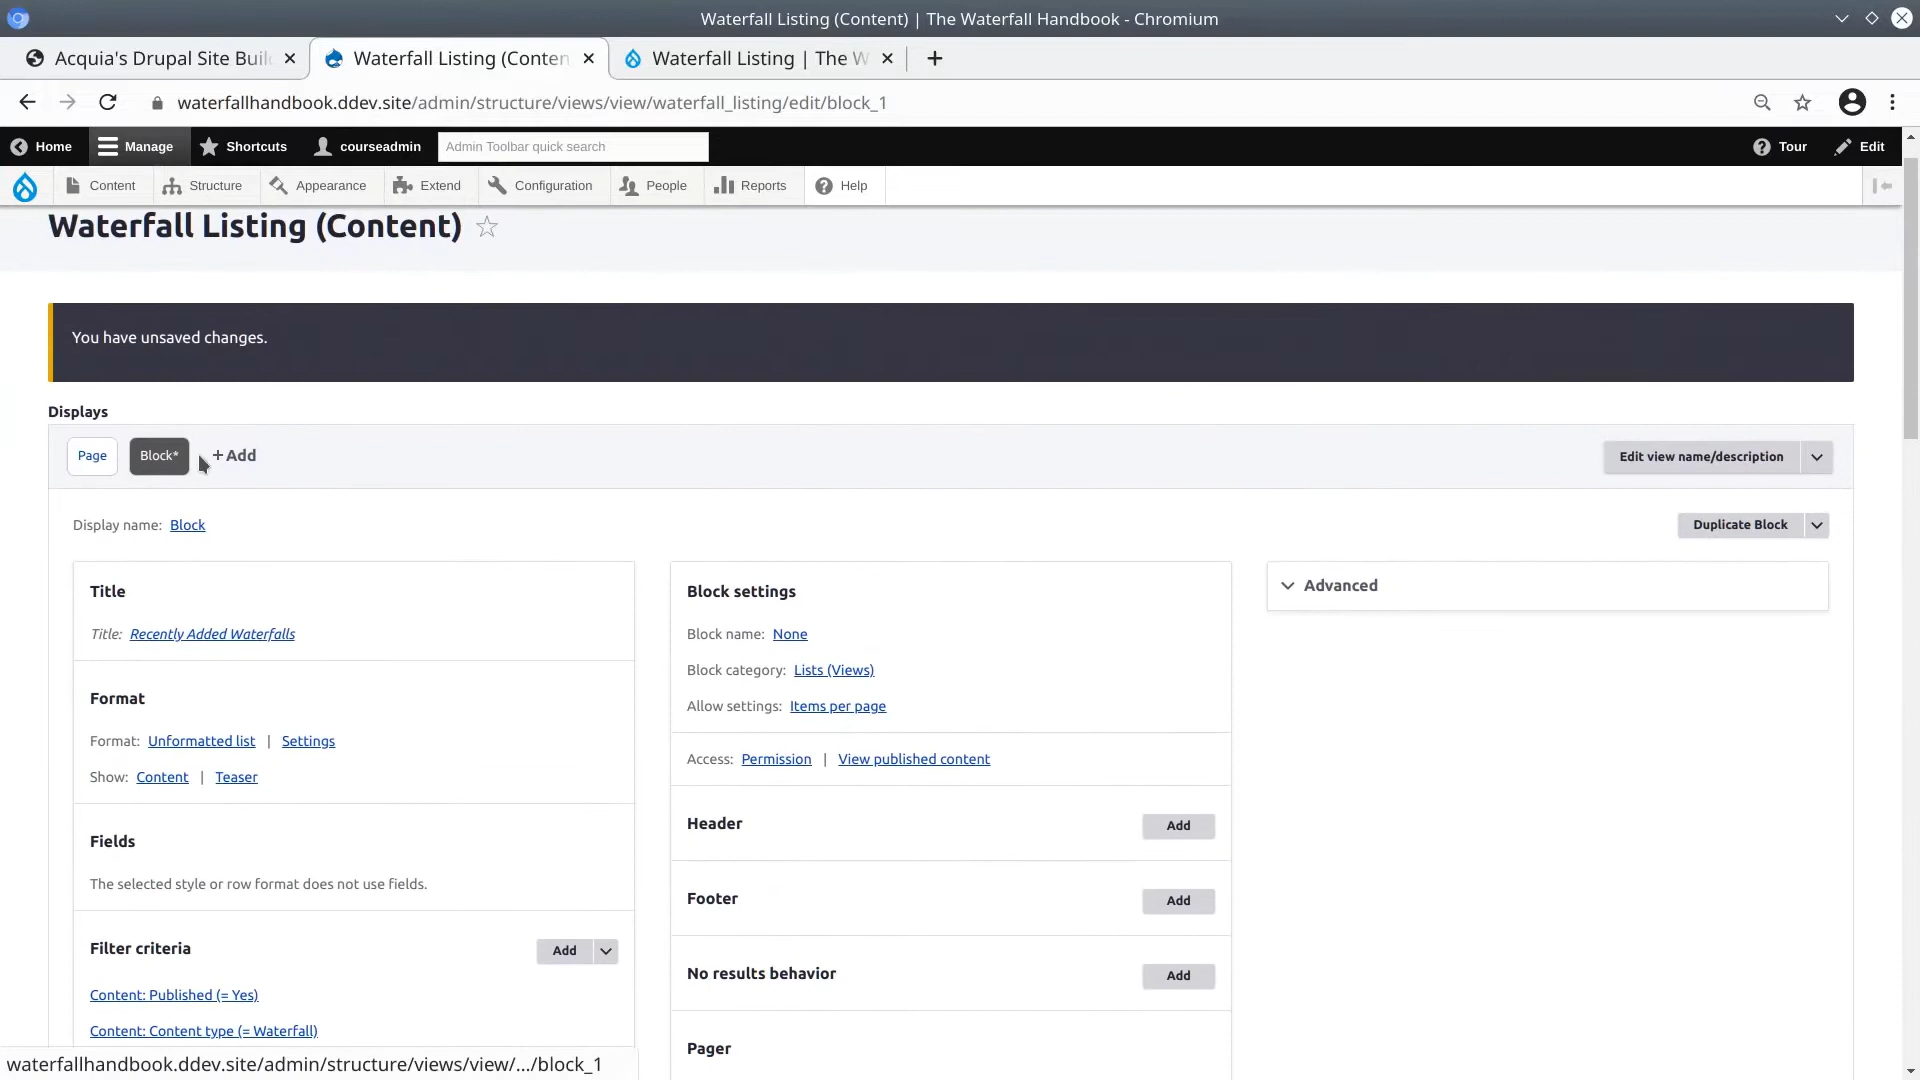 Waterfall Listing (Content) | The Waterfall Handbook - Chromium
Acquia's Drupal Site Buil
Waterfall Listing (Conten
Waterfall Listing | The W
waterfallhandbook.ddev.site/admin/structure/views/view/waterfall_listing/edit/block_1
Home
Manage
Shortcuts
courseadmin
Admin Toolbar quick search
Tour
Edit
Content
Structure
Appearance
Extend
Configuration
People
Reports
Help
Waterfall Listing (Content)
You have unsaved changes.
Displays
Page
Block*
+ Add
Edit view name/description
Display name: Block
Duplicate Block
Title
Title: Recently Added Waterfalls
Format
Format: Unformatted list | Settings
Show: Content | Teaser
Fields
The selected style or row format does not use fields.
Filter criteria
Add
Content: Published (= Yes)
Content: Content type (= Waterfall)
Block settings
Block name: None
Block category: Lists (Views)
Allow settings: Items per page
Access: Permission | View published content
Header
Add
Footer
Add
No results behavior
Add
Pager
Advanced
waterfallhandbook.ddev.site/admin/structure/views/view/.../block_1